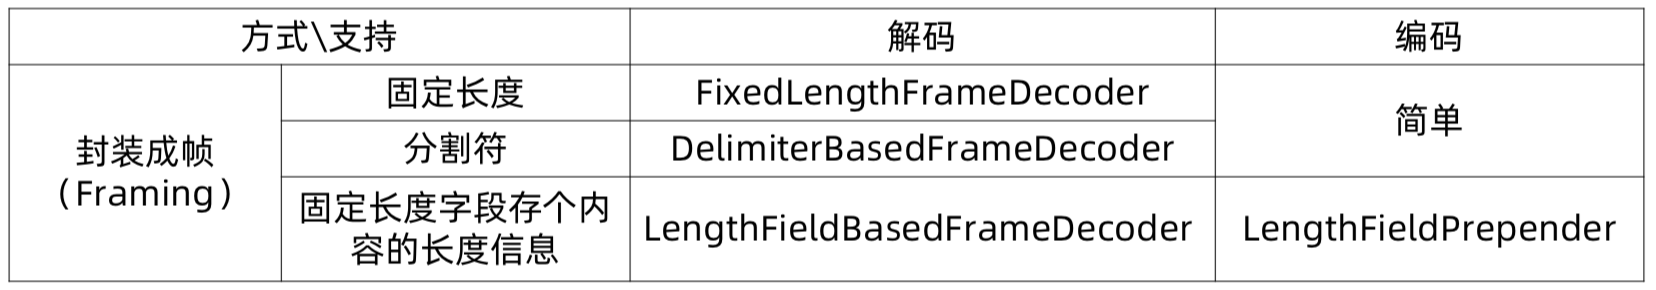 方式\支持
解码
编码
封装成帧
(Framing)
固定长度
FixedLengthFrameDecoder
简单
分割符
DelimiterBasedFrameDecoder
固定长度字段存个内
容的长度信息
LengthFieldBasedFrameDecoder
LengthFieldPrepender